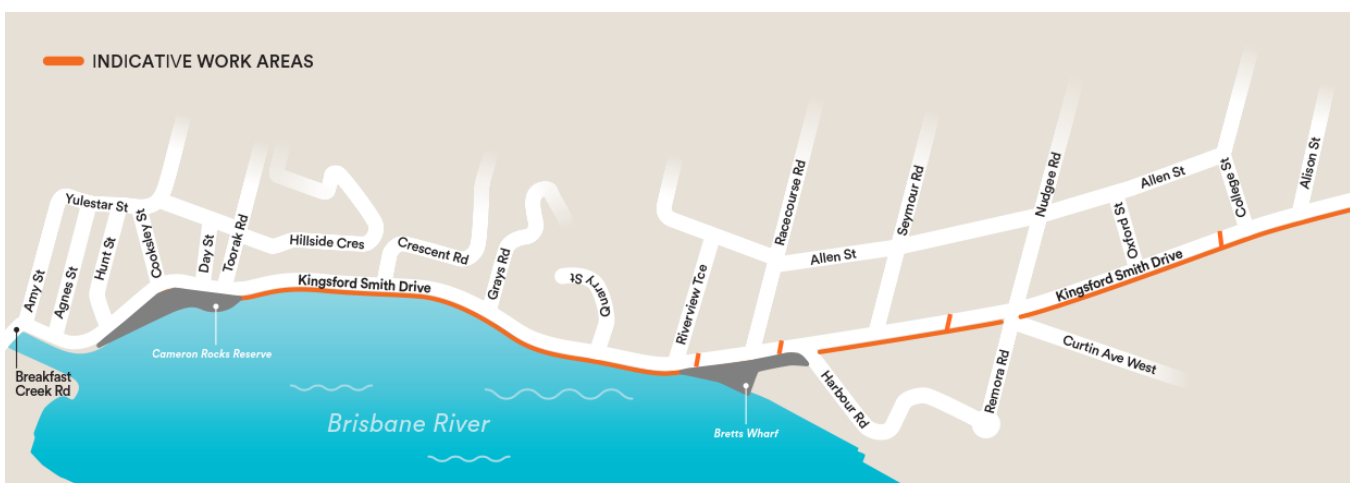 INDICATIVE WORK AREAS
Yulestar St
Amy St
Agnes St
Hunt St
Cooksley St
Day St
Toorak Rd
Hillside Cres
Crescent Rd
Grays Rd
Quarry St
Kingsford Smith Drive
Riverview Tce
Racecourse Rd
Allen St
Seymour Rd
Nudgee Rd
Allen St
Oxford St
College St
Alison St
Kingsford Smith Drive
Curtin Ave West
Remora Rd
Harbour Rd
Cameron Rocks Reserve
Breakfast
Creek Rd
Brisbane River
Bretts Wharf